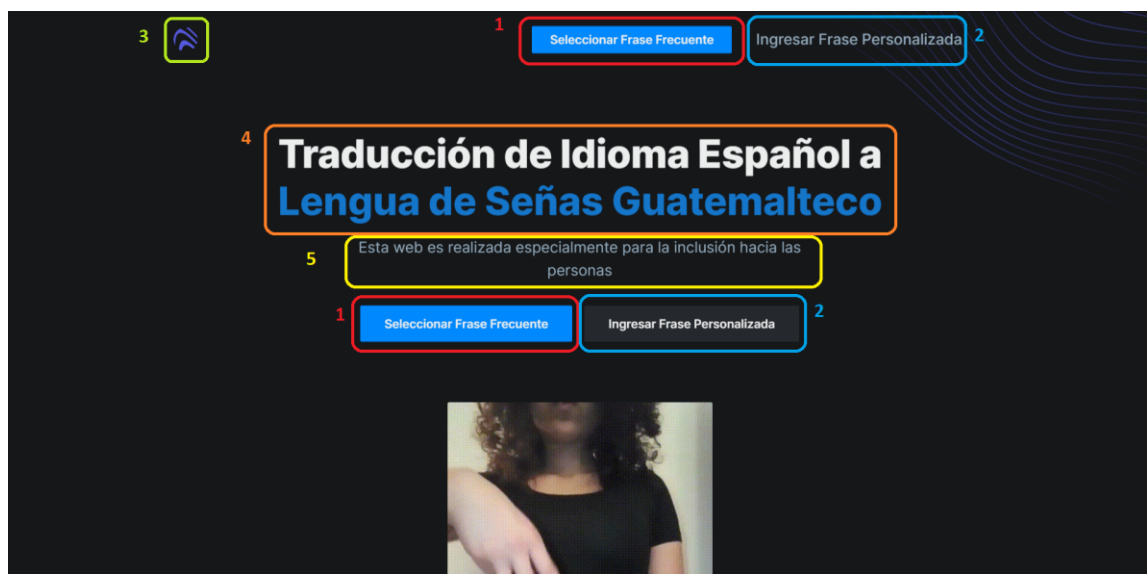 3
1
Seleccionar Frase Frecuente
Ingresar Frase Personalizada
2
4
Traducción de Idioma Español a
Lengua de Señas Guatemalteco
5
Esta web es realizada especialmente para la inclusión hacia las
personas
1
Seleccionar Frase Frecuente
Ingresar Frase Personalizada
2